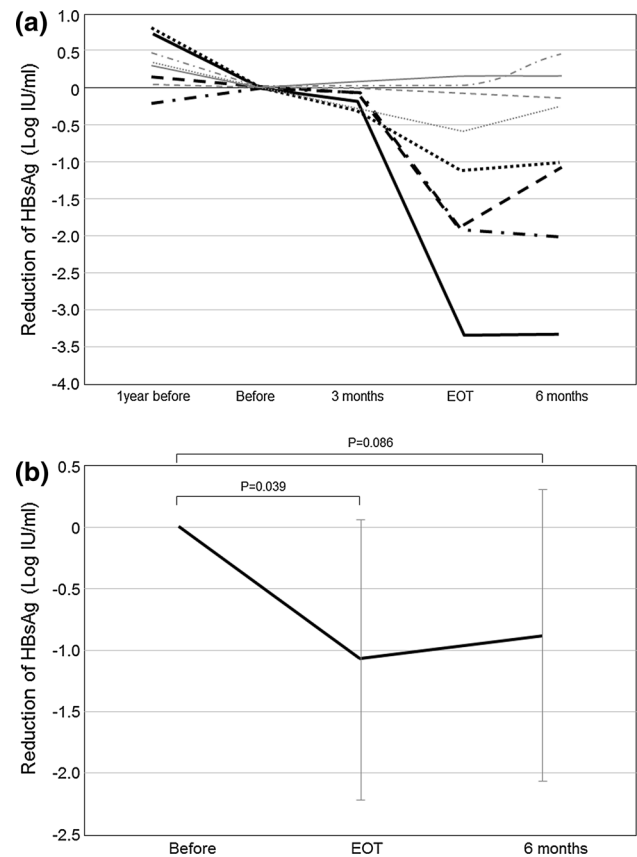 (a)
Reduction of HBsAg (Log IU/ml)
1.0
0.5
0
-0.5
-1.0
-1.5
-2.0
-2.5
-3.0
-3.5
-4.0
1year before Before 3 months EOT 6 months
(b)
P=0.086
P=0.039
Reduction of HBsAg (Log IU/ml)
0.5
0
-0.5
-1.0
-1.5
-2.0
-2.5
Before EOT 6 months